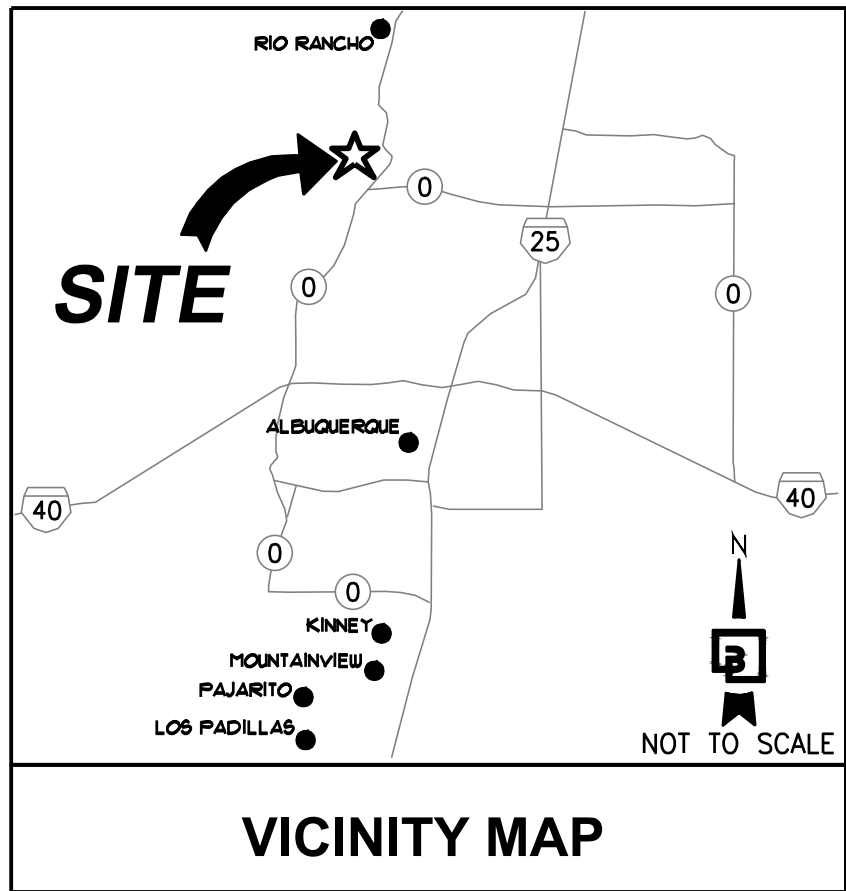 RIO RANCHO
0
25
SITE
0
0
ALBUQUERQUE
40
40
0
N
0
KINNEY
MOUNTAINVIEW
B
PAJARITO
LOS PADILLAS
NOT TO SCALE
VICINITY MAP